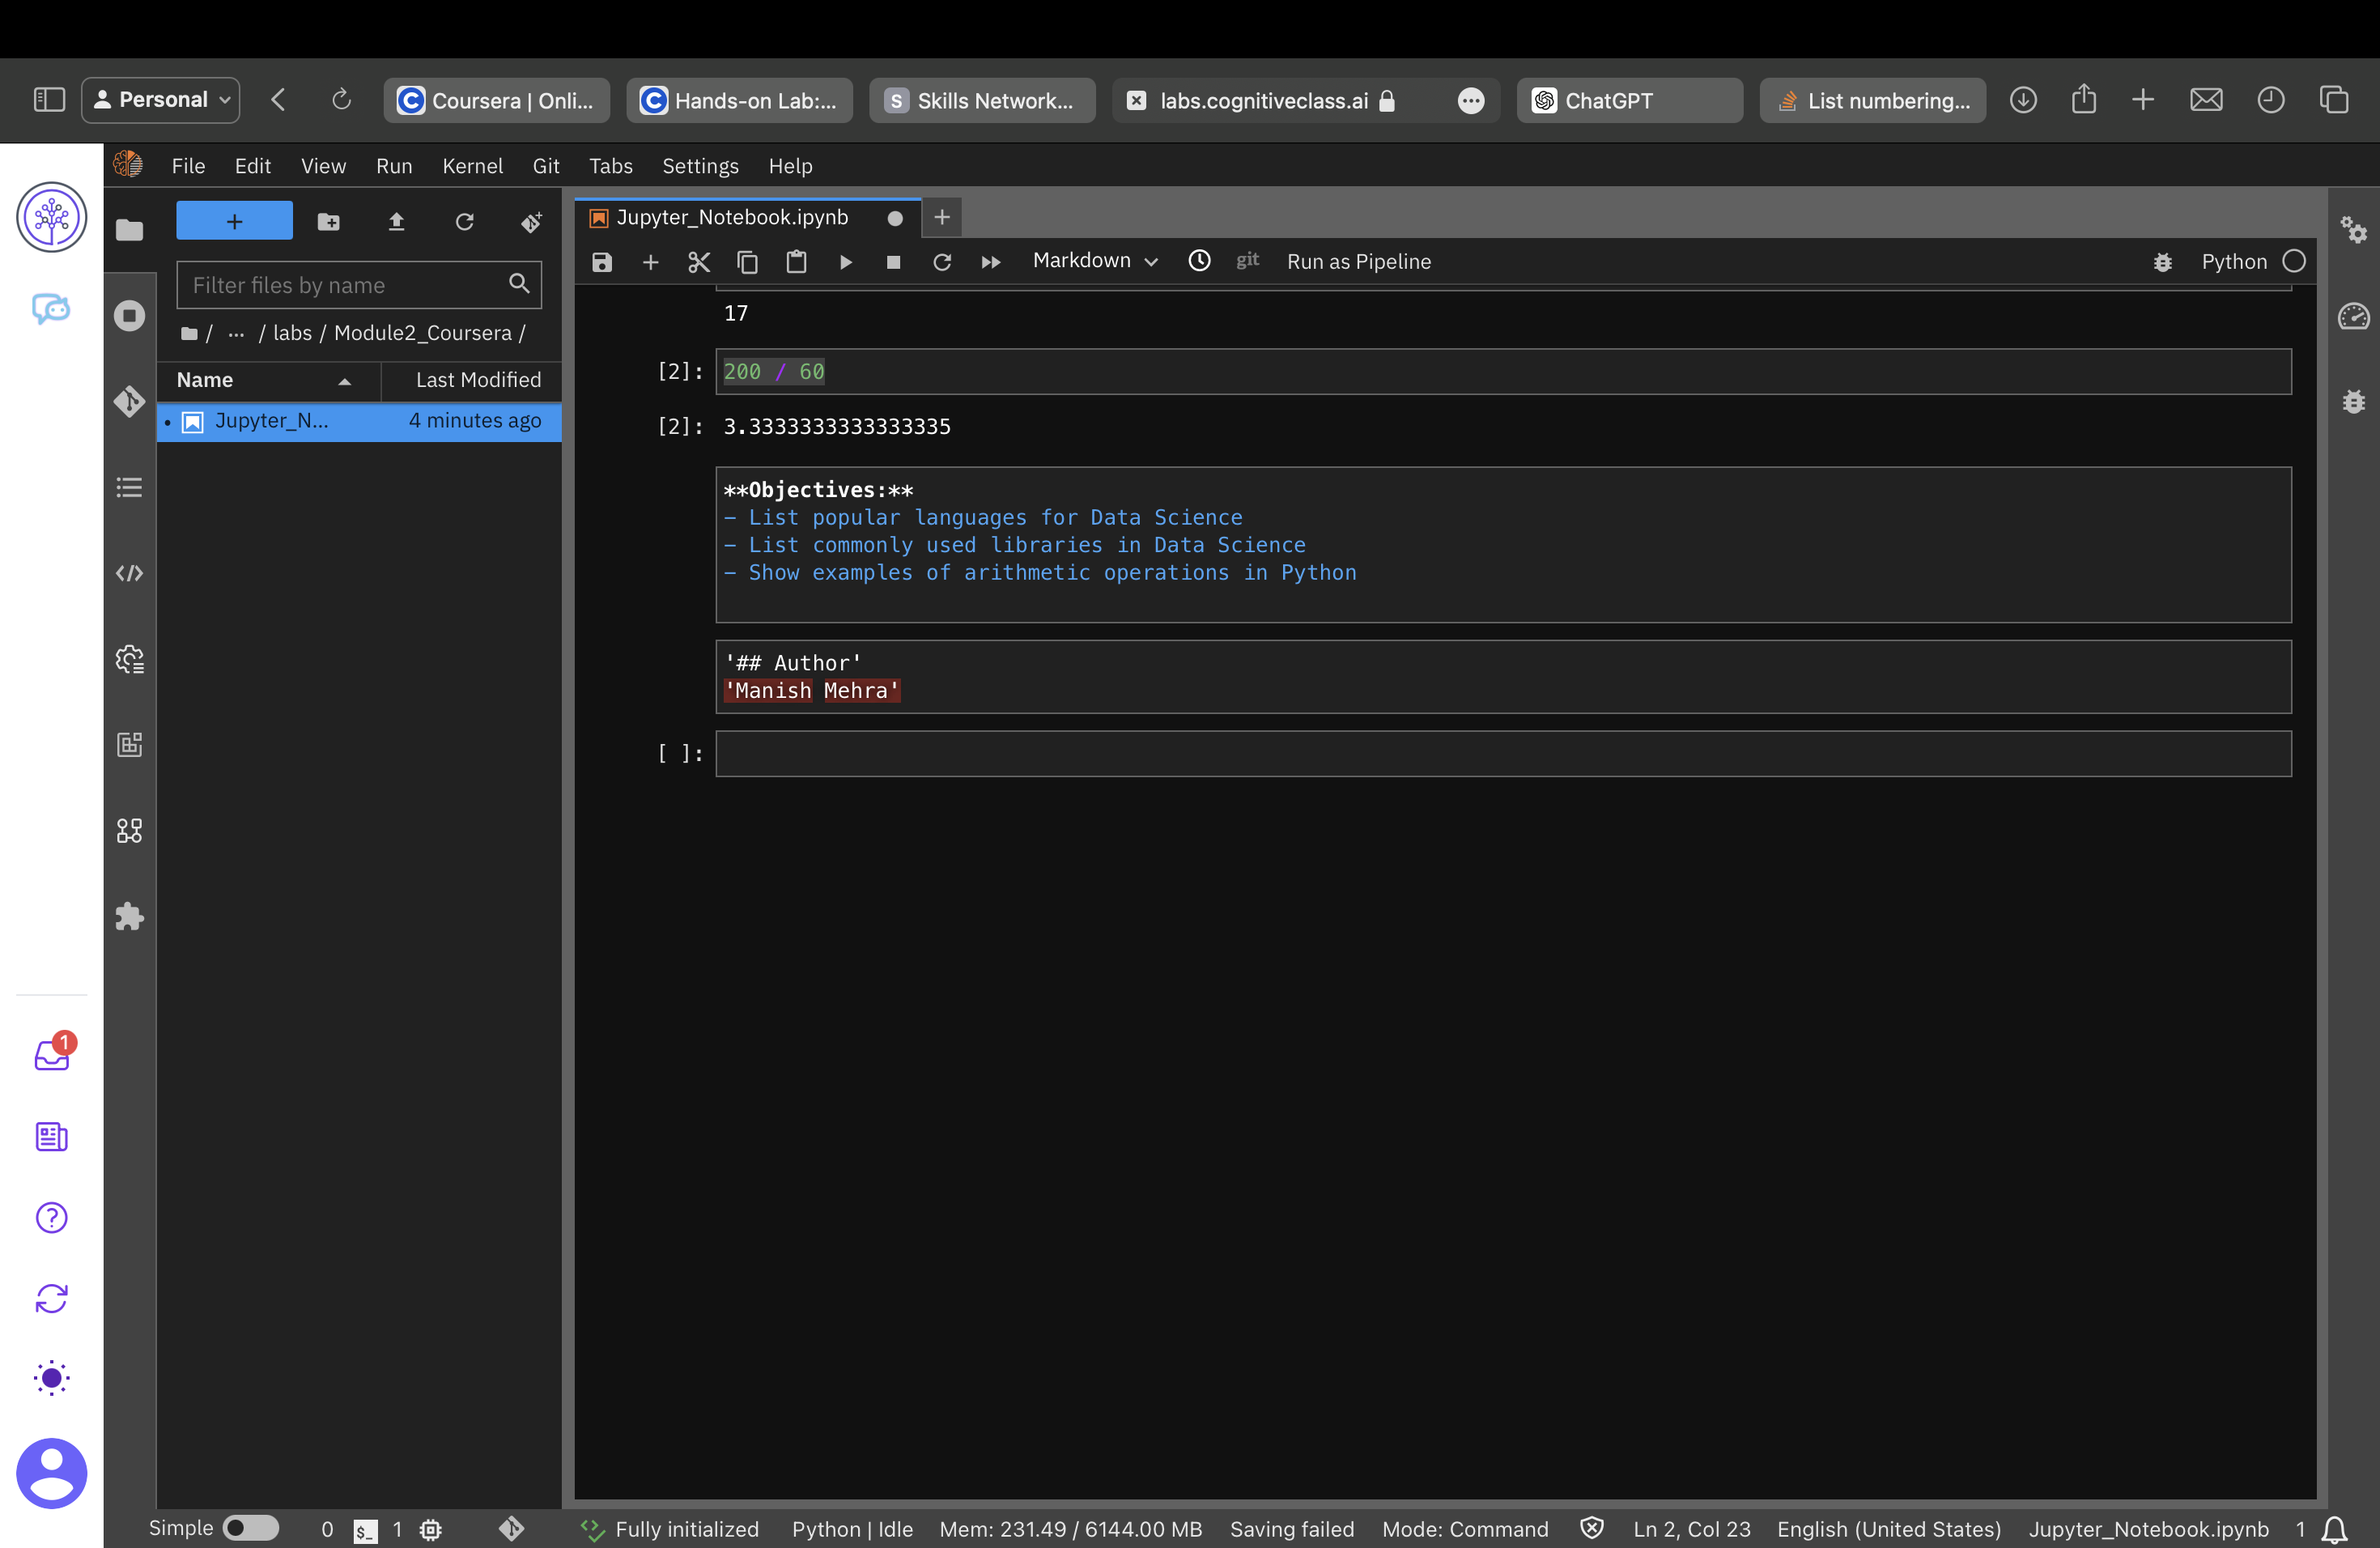 Personal
Coursera | Onli...
Hands-on Lab:...
S Skills Network...
labs.cognitiveclass.ai
ChatGPT
List numbering...
File Edit View Run Kernel Git Tabs Settings Help
Jupyter_Notebook.ipynb
Markdown
git
Run as Pipeline
Python
Filter files by name
/ ... / labs / Module2_Coursera /
Name Last Modified
Jupyter_N... 4 minutes ago
17
[2]: 200 / 60
[2]: 3.3333333333333335
**Objectives:**
- List popular languages for Data Science
- List commonly used libraries in Data Science
- Show examples of arithmetic operations in Python
'## Author'
'Manish Mehra'
[ ]:
1
Simple 0 $_ 1 Fully initialized Python | Idle Mem: 231.49 / 6144.00 MB Saving failed Mode: Command Ln 2, Col 23 English (United States) Jupyter_Notebook.ipynb 1